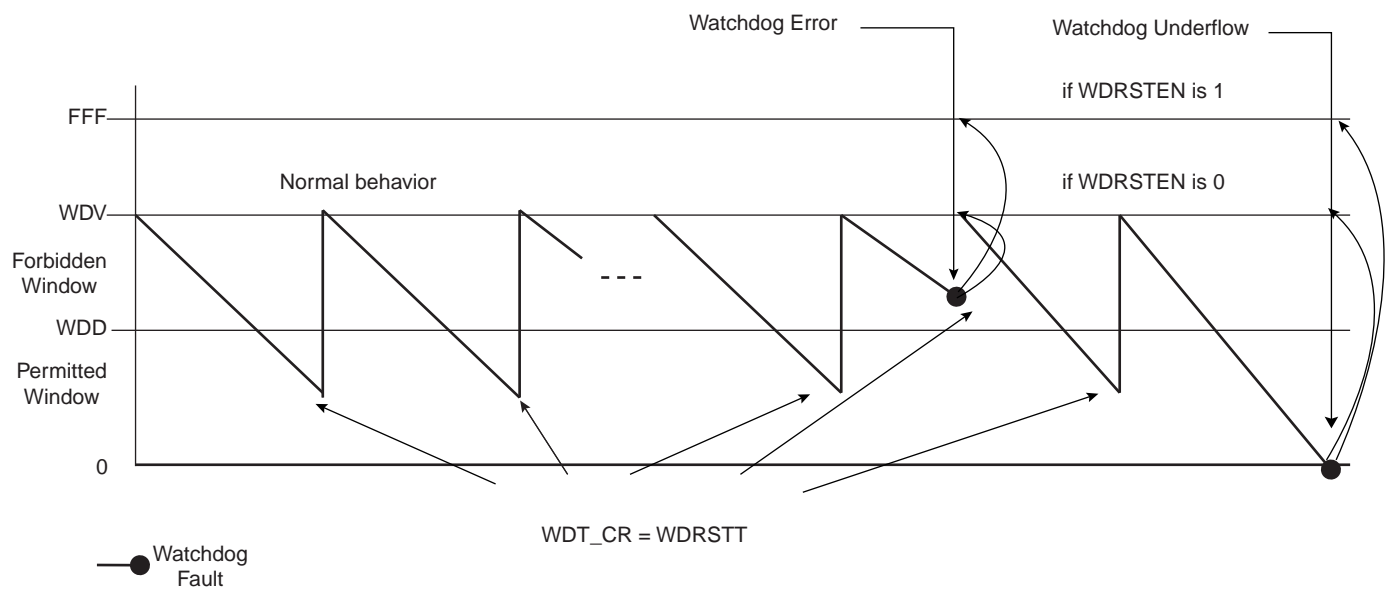 Watchdog Error
Watchdog Underflow
if WDRSTEN is 1
FFF
Normal behavior
if WDRSTEN is 0
WDV
Forbidden
Window
WDD
Permitted
Window
0
WDT_CR = WDRSTT
Watchdog
Fault